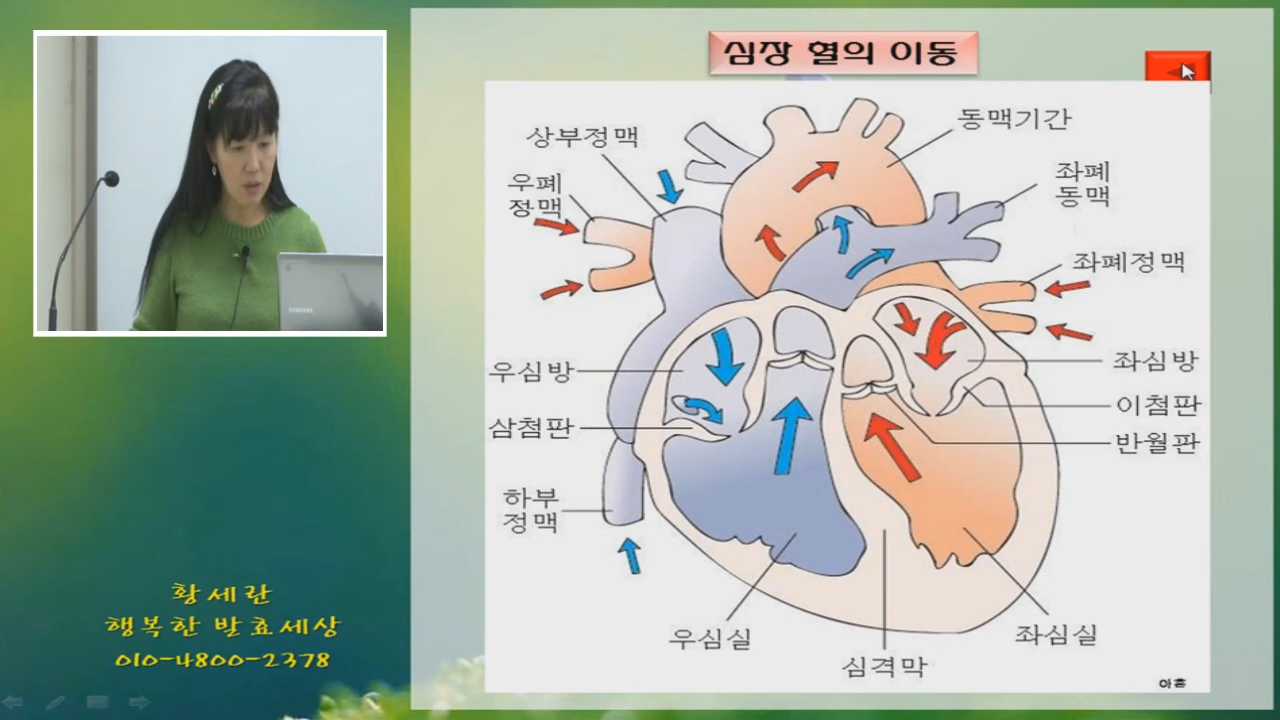 심장 혈의 이동
상부정맥
동맥기간
우폐
정맥
좌폐
동맥
좌폐정맥
우심방
좌심방
이첨판
삼첨판
반월판
하부
정맥
우심실
좌심실
심격막
아흠
황세란
행복한 발효세상
010-4800-2378